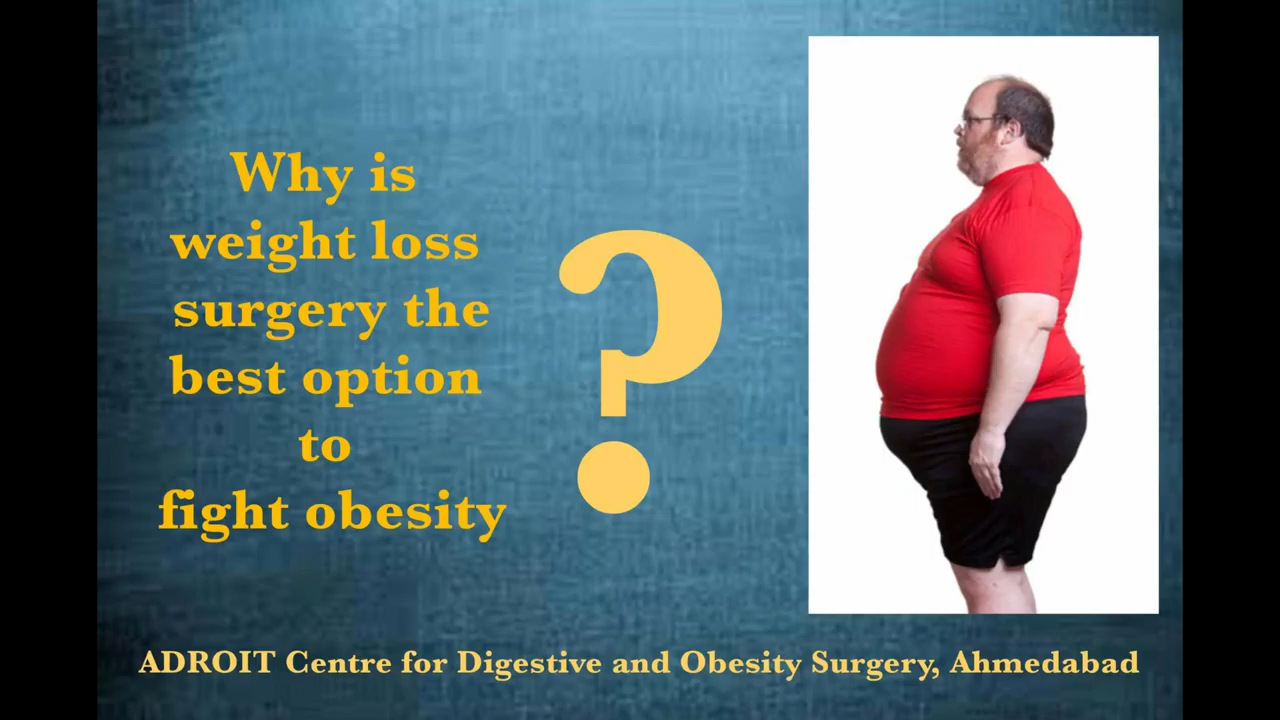 Why is
weight loss
surgery the
best option
to
fight obesity
?
ADROIT Centre for Digestive and Obesity Surgery, Ahmedabad